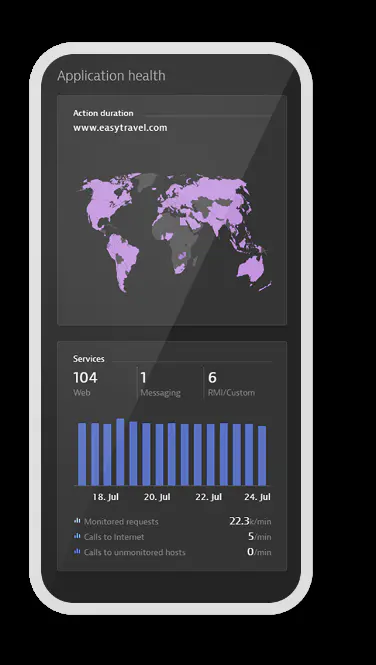 Application health
Action duration
www.easytravel.com
Services
104 1 6
Web Messaging RMI/Custom
18. Jul 20. Jul 22. Jul 24. Jul
Monitored requests 22.3k/min
Calls to Internet 5/min
Calls to unmonitored hosts 0/min